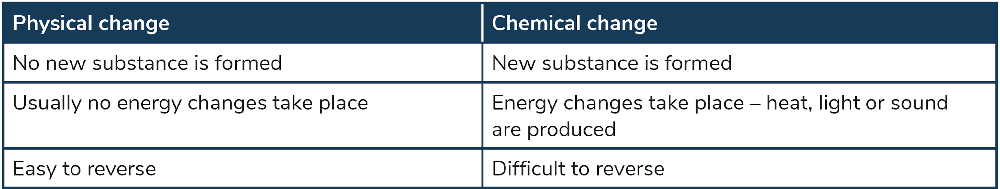 Physical change
Chemical change
No new substance is formed
New substance is formed
Usually no energy changes take place
Energy changes take place – heat, light or sound
are produced
Easy to reverse
Difficult to reverse